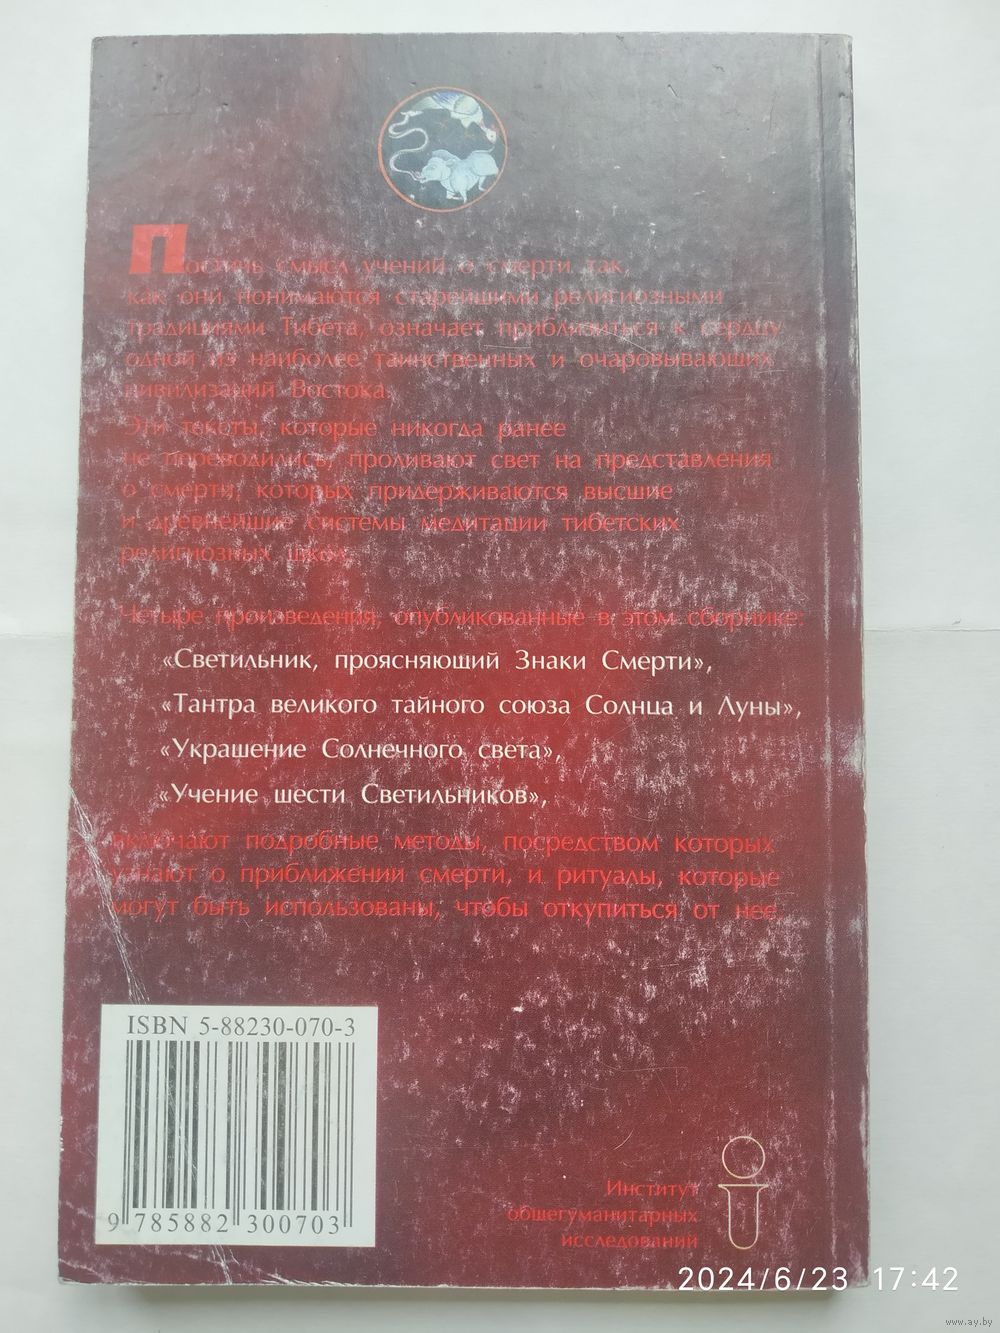 Постичь смысл учений о смерти так,
как они понимаются старейшими религиозными
традициями Тибета, означает приблизиться к сердцу
одной из наиболее таинственных и очаровывающих
цивилизаций Востока.
Эти тексты, которые никогда ранее
не переводились, проливают свет на представления
о смерти, которых придерживаются высшие
и древнейшие системы медитации тибетских
религиозных школ.
Четыре произведения, опубликованные в этом сборнике:
«Светильник, проясняющий Знаки Смерти»,
«Тантра великого тайного союза Солнца и Луны»,
«Украшение Солнечного света»,
«Учение шести Светильников»,
включают подробные методы, посредством которых
узнают о приближении смерти, и ритуалы, которые
могут быть использованы, чтобы откупиться от нее.
ISBN 5-88230-070-3
9 785882 300703
Институт
общегуманитарных
исследований
2024/6/23 17:42
www.ay.by